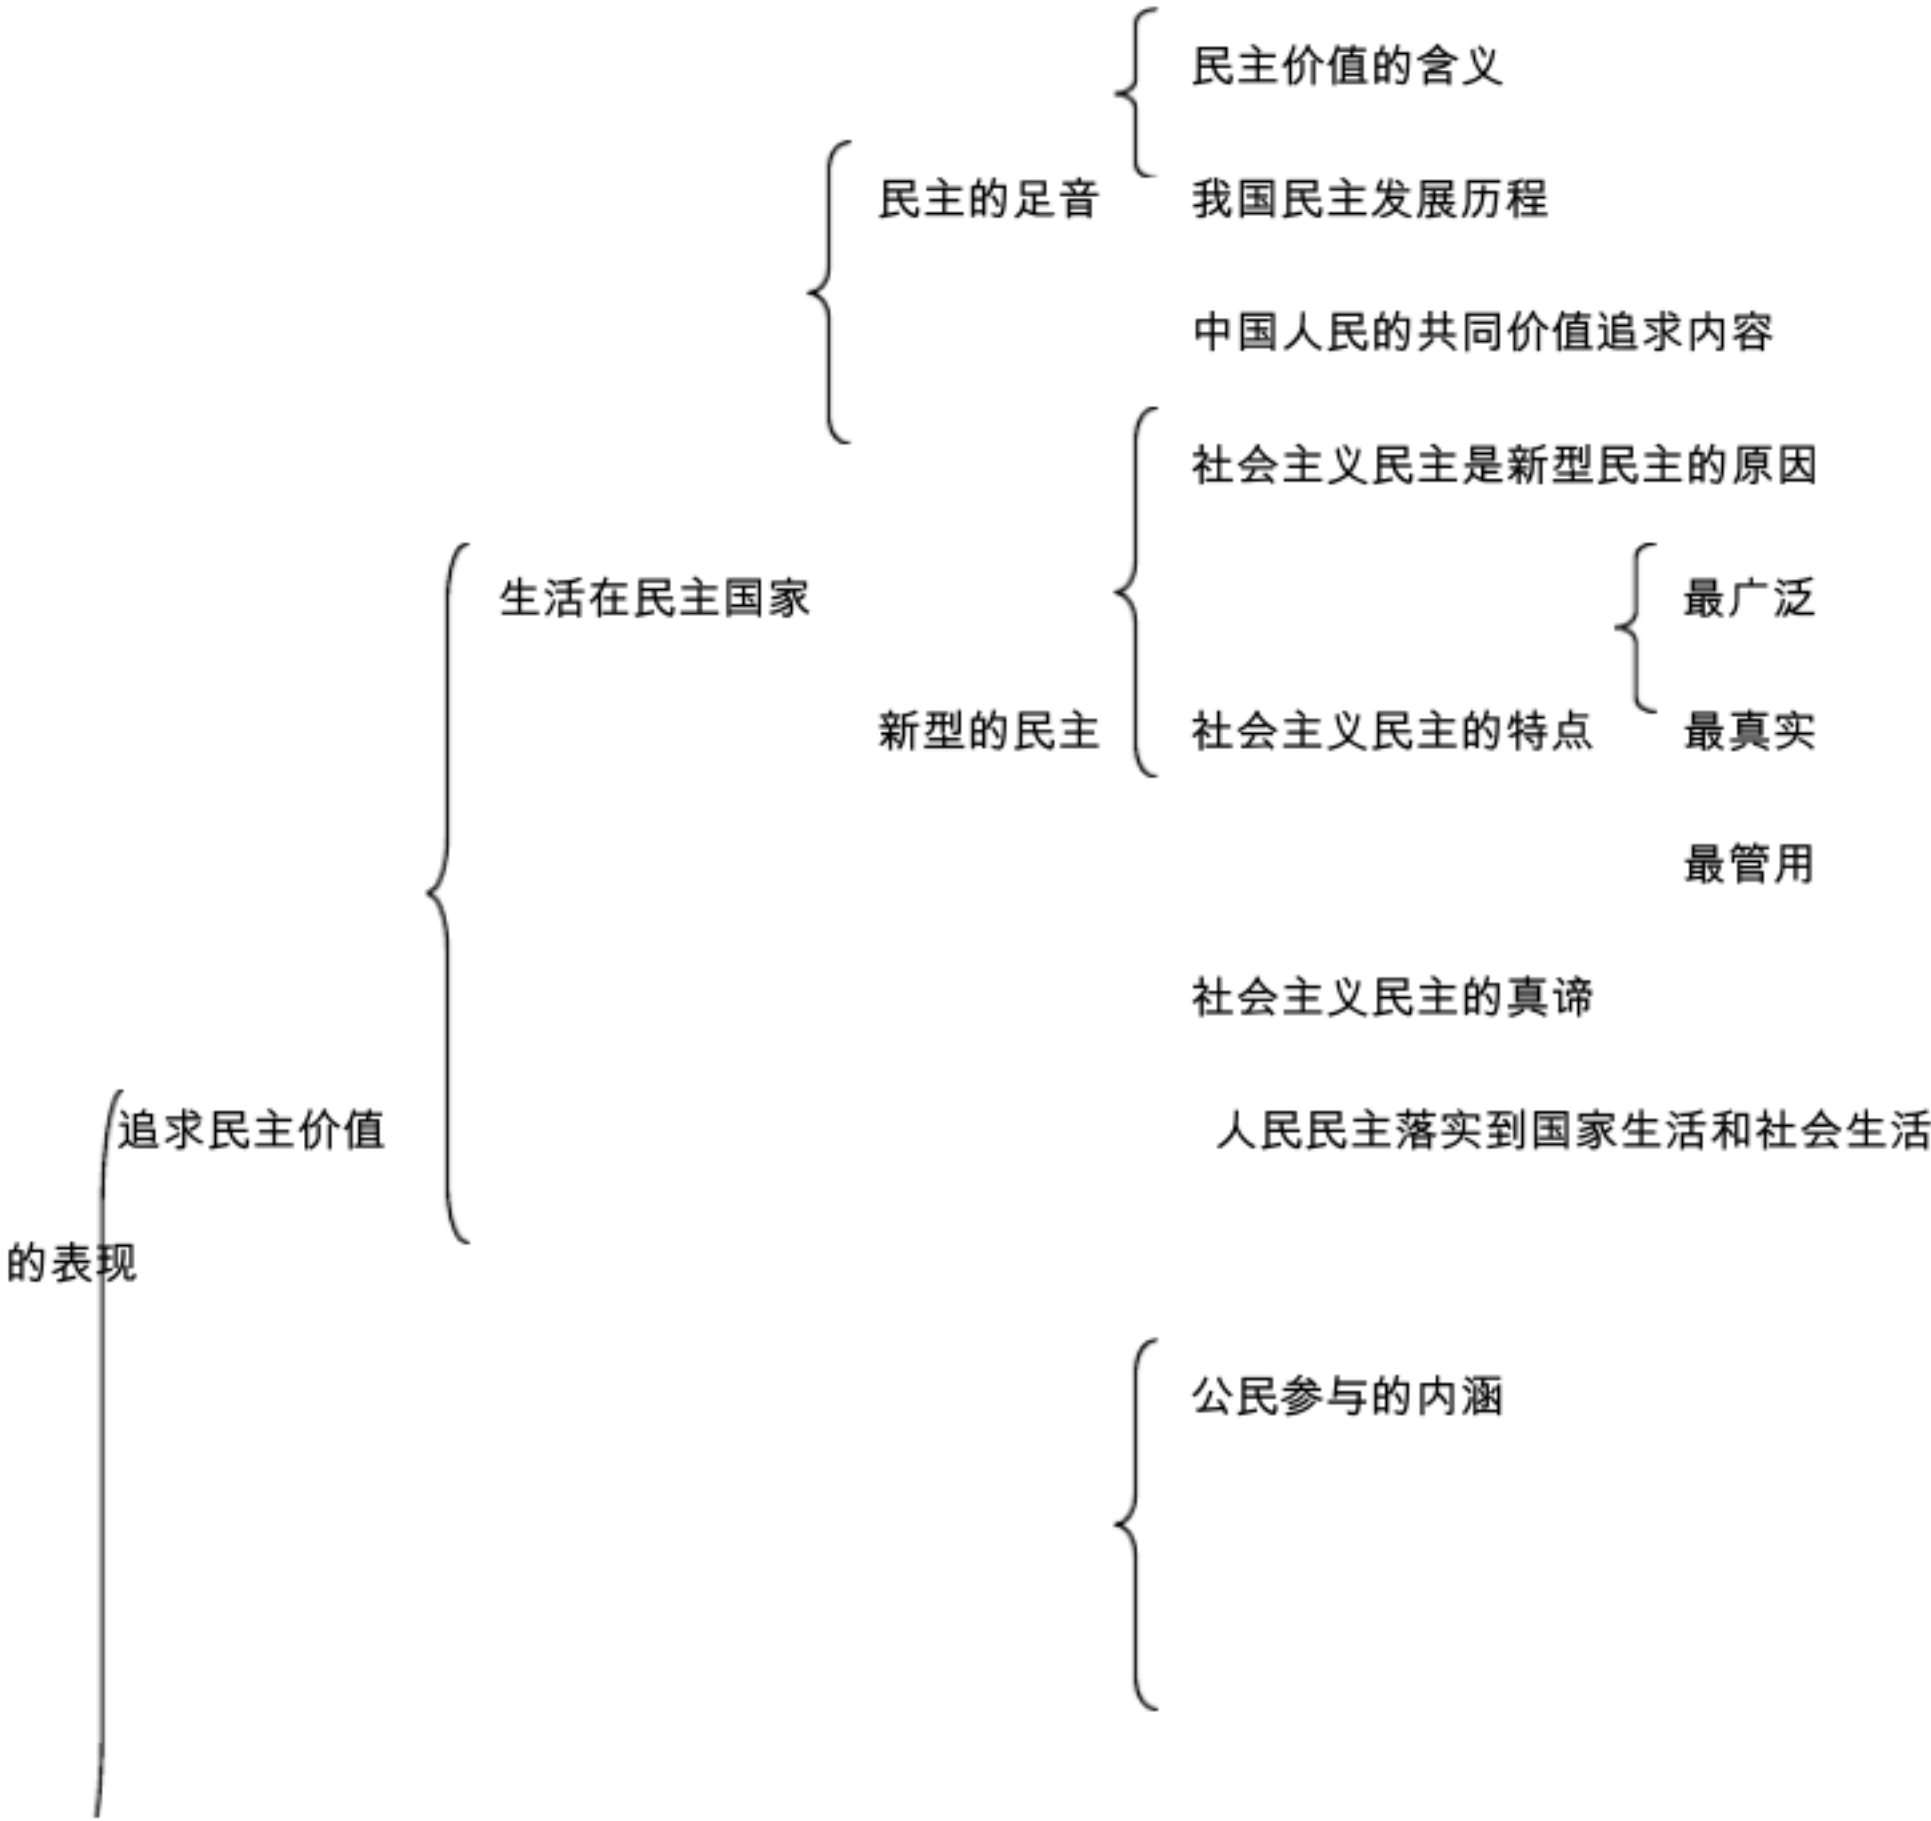 民主价值的含义
民主的足音 我国民主发展历程
中国人民的共同价值追求内容
社会主义民主是新型民主的原因
生活在民主国家 最广泛
新型的民主 社会主义民主的特点 最真实
最管用
社会主义民主的真谛
追求民主价值 人民民主落实到国家生活和社会生活
的表现
公民参与的内涵